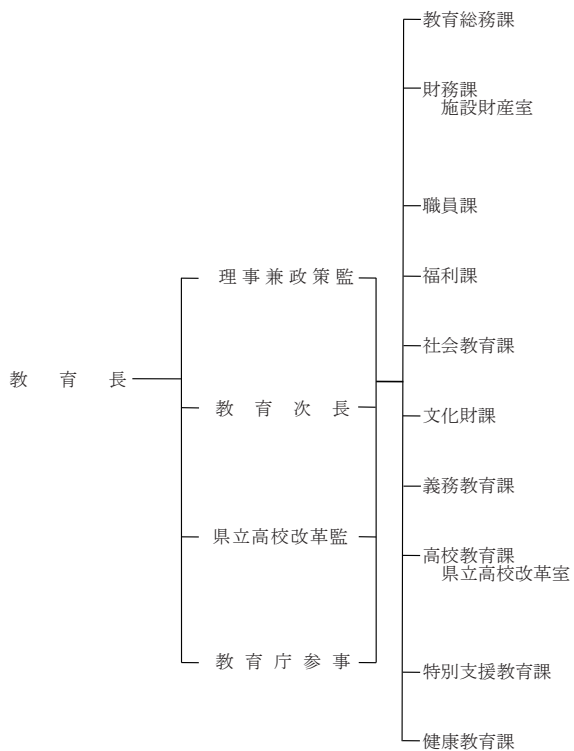 教育長
理事兼政策監
教育次長
県立高校改革監
教育庁参事
教育総務課
財務課
施設財産室
職員課
福利課
社会教育課
文化財課
義務教育課
高校教育課
県立高校改革室
特別支援教育課
健康教育課